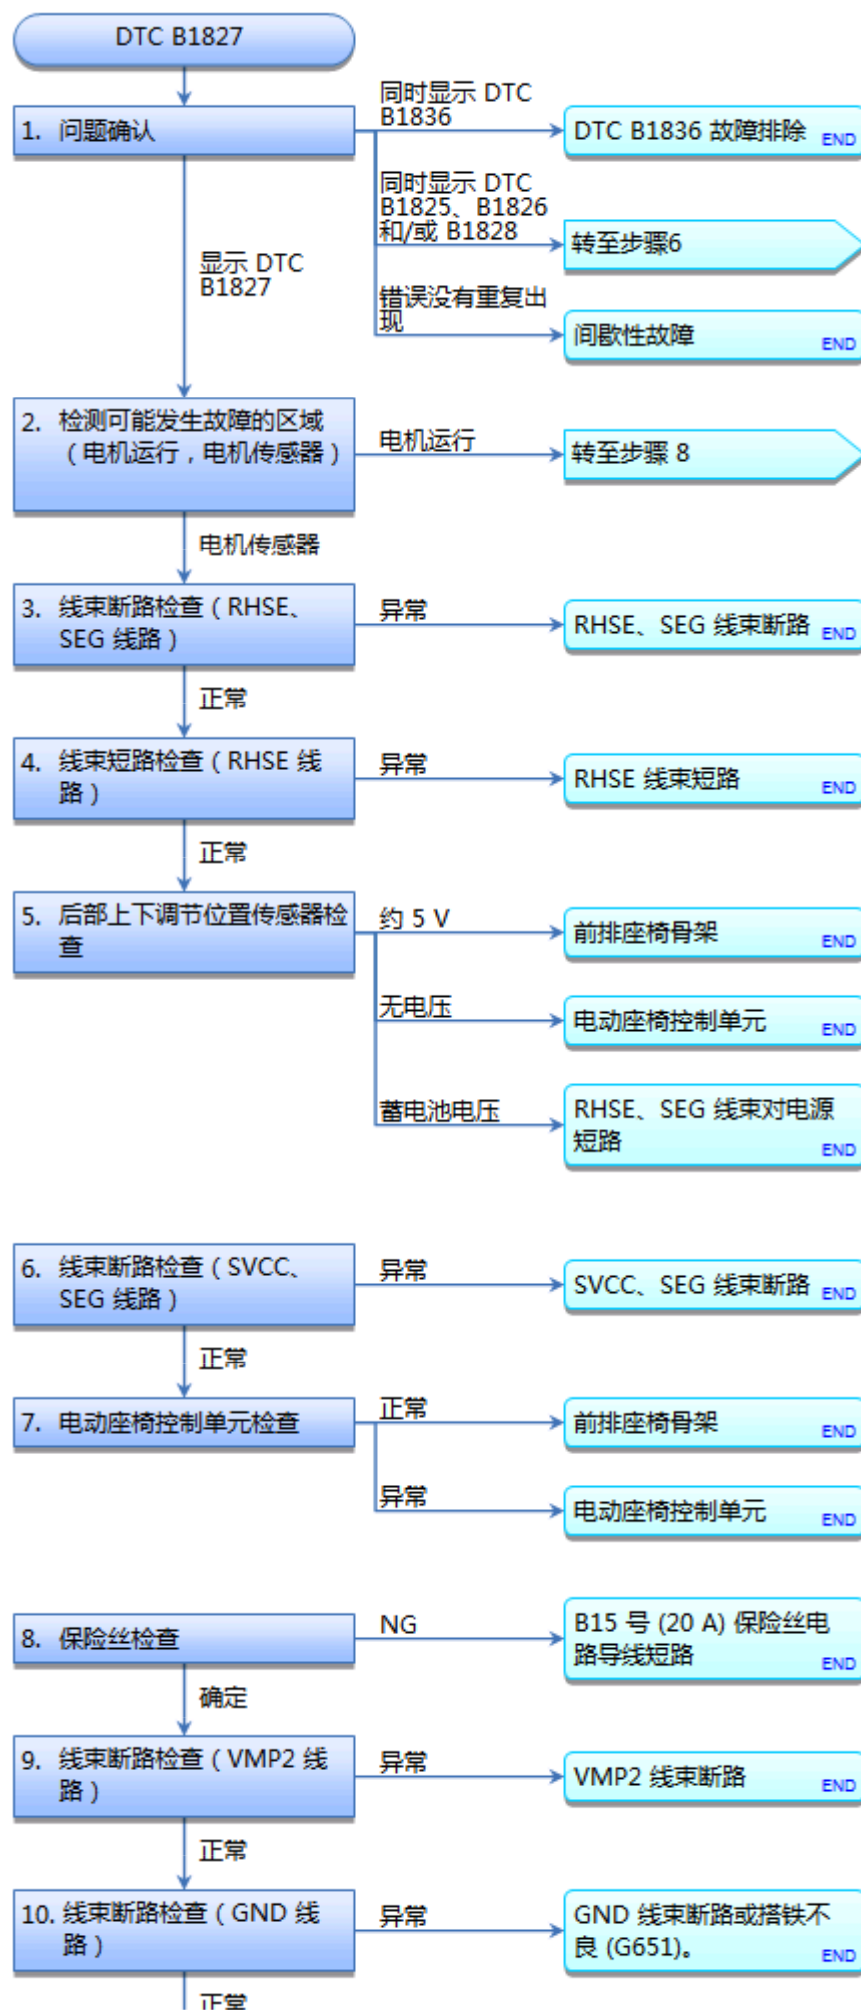 DTC B1827
1. 问题确认
同时显示 DTC
B1836
DTC B1836 故障排除 END
同时显示 DTC
B1825、B1826
和/或 B1828
转至步骤6
显示 DTC
B1827
错误没有重复出
现
间歇性故障 END
2. 检测可能发生故障的区域
（电机运行，电机传感器）
电机运行
转至步骤 8
电机传感器
3. 线束断路检查（RHSE、
SEG 线路）
异常
RHSE、SEG 线束断路 END
正常
4. 线束短路检查（RHSE 线
路）
异常
RHSE 线束短路 END
正常
5. 后部上下调节位置传感器检
查
约 5 V
前排座椅骨架 END
无电压
电动座椅控制单元 END
蓄电池电压
RHSE、SEG 线束对电源
短路 END
6. 线束断路检查（SVCC、
SEG 线路）
异常
SVCC、SEG 线束断路 END
正常
7. 电动座椅控制单元检查
正常
前排座椅骨架 END
异常
电动座椅控制单元 END
8. 保险丝检查
NG
B15 号 (20 A) 保险丝电
路导线短路 END
确定
9. 线束断路检查（VMP2 线
路）
异常
VMP2 线束断路 END
正常
10. 线束断路检查（GND 线
路）
异常
GND 线束断路或搭铁不
良 (G651)。 END
正常